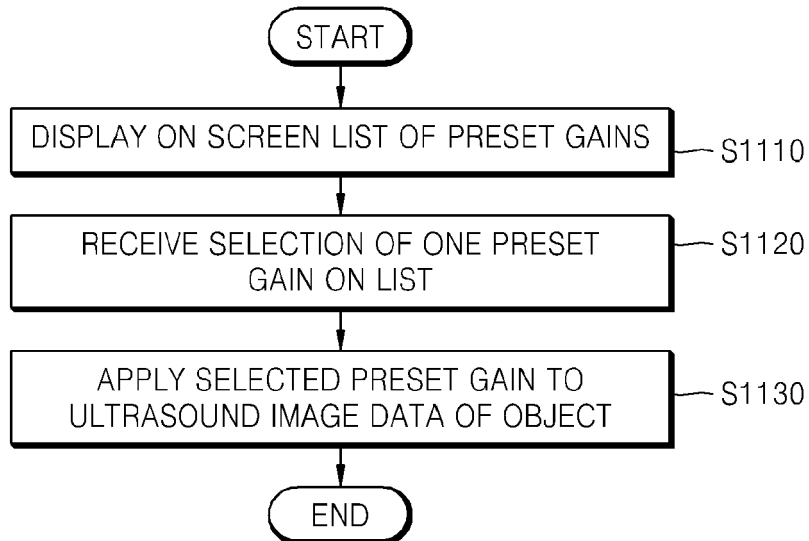 START
DISPLAY ON SCREEN LIST OF PRESET GAINS
S1110
RECEIVE SELECTION OF ONE PRESET
GAIN ON LIST
S1120
APPLY SELECTED PRESET GAIN TO
ULTRASOUND IMAGE DATA OF OBJECT
S1130
END